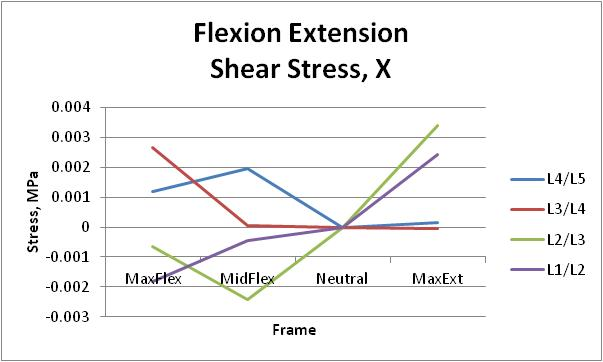 Flexion Extension
Shear Stress, X
0.004
0.003
0.002
0.001
0
-0.001
-0.002
-0.003
Stress, MPa
MaxFlex MidFlex Neutral MaxExt
Frame
L4/L5
L3/L4
L2/L3
L1/L2